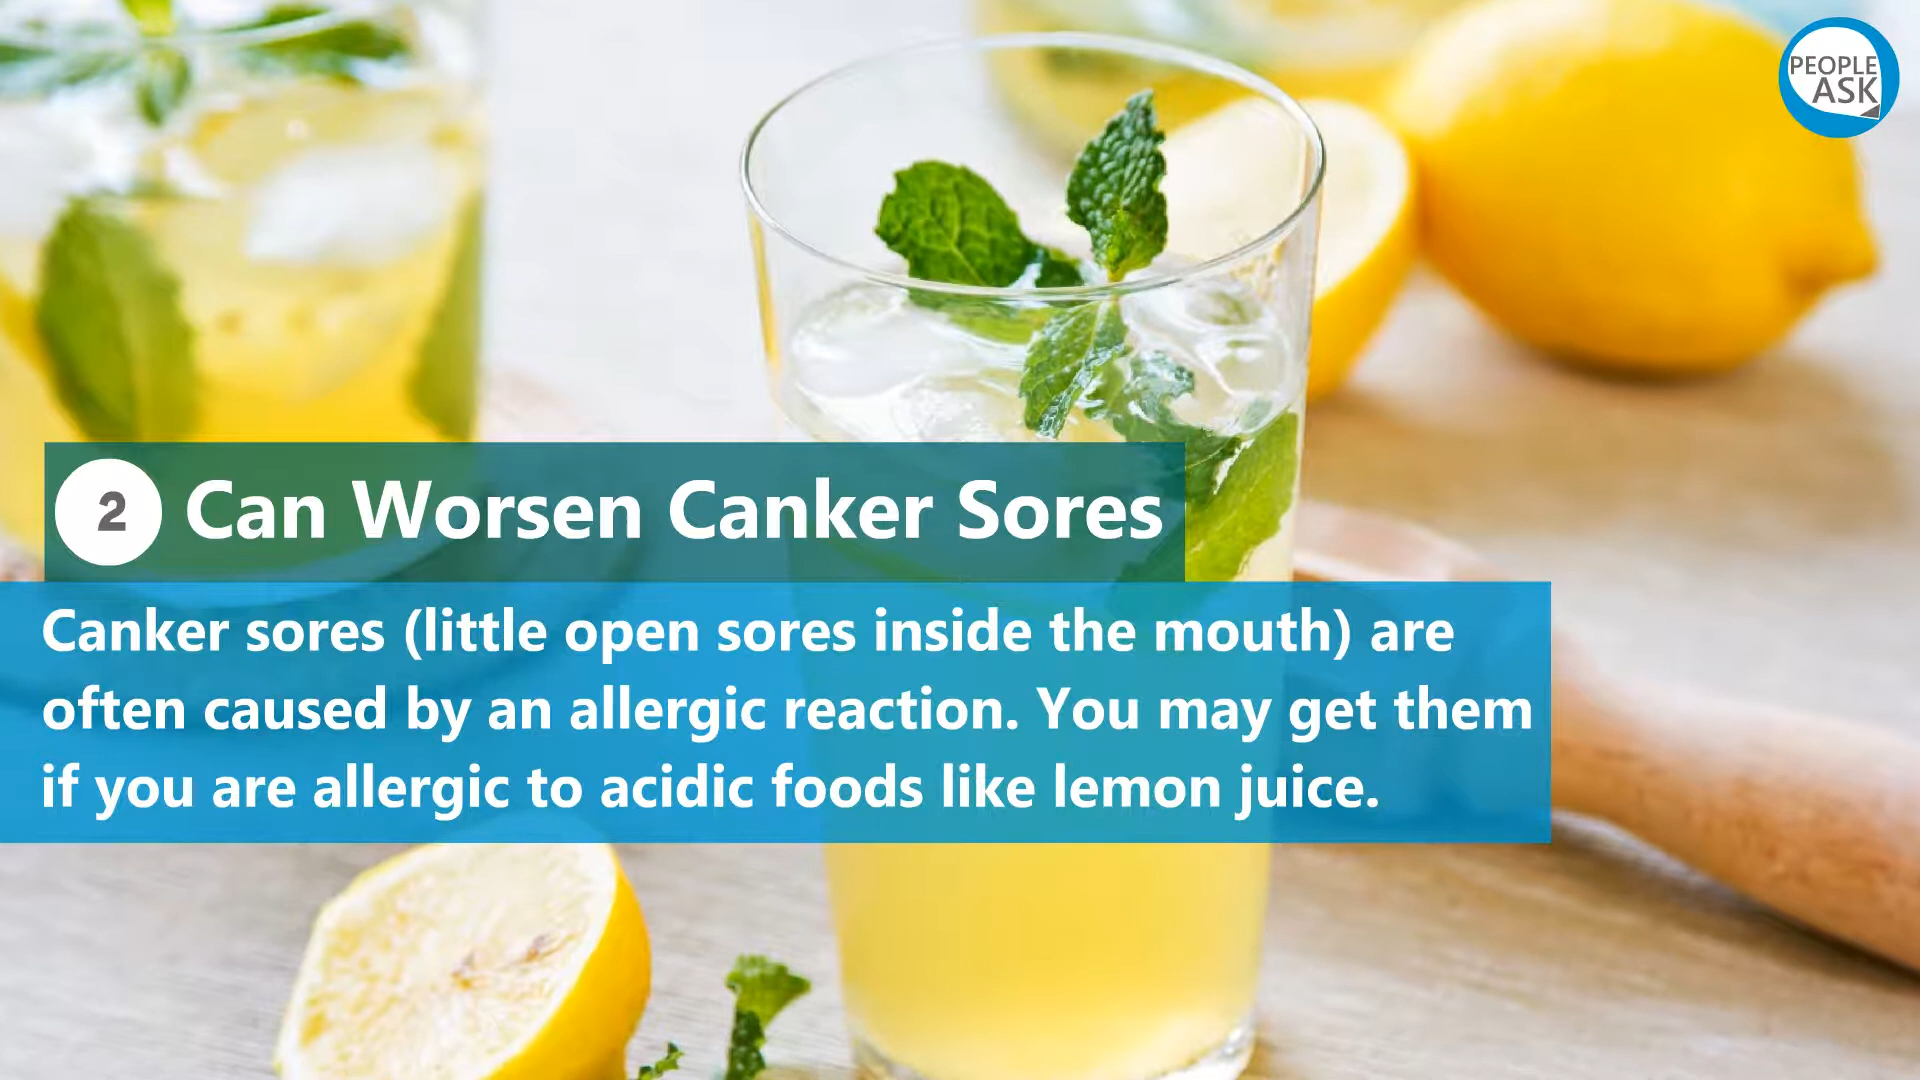 PEOPLE
ASK
2 Can Worsen Canker Sores
Canker sores (little open sores inside the mouth) are
often caused by an allergic reaction. You may get them
if you are allergic to acidic foods like lemon juice.